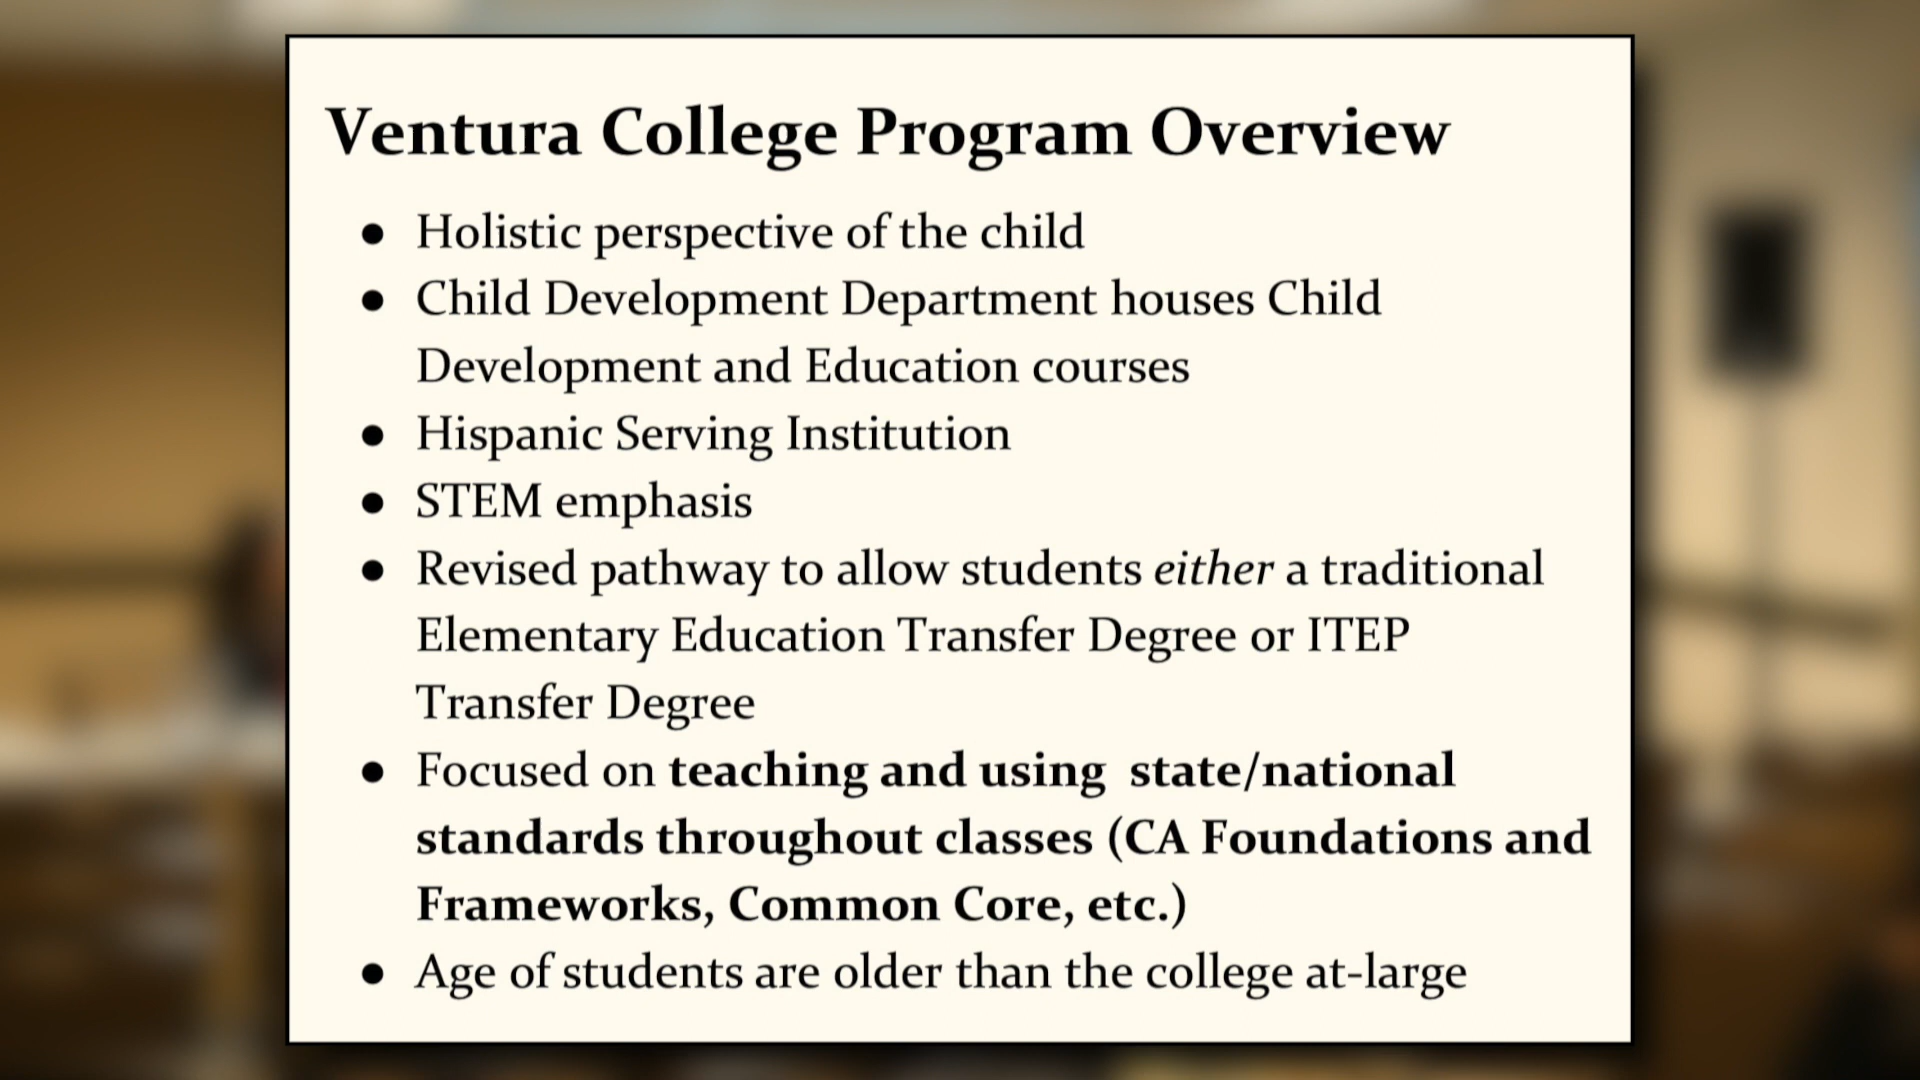 Ventura College Program Overview
● Holistic perspective of the child
● Child Development Department houses Child
Development and Education courses
● Hispanic Serving Institution
● STEM emphasis
● Revised pathway to allow students either a traditional
Elementary Education Transfer Degree or ITEP
Transfer Degree
● Focused on teaching and using  state/national
standards throughout classes (CA Foundations and
Frameworks, Common Core, etc.)
● Age of students are older than the college at-large